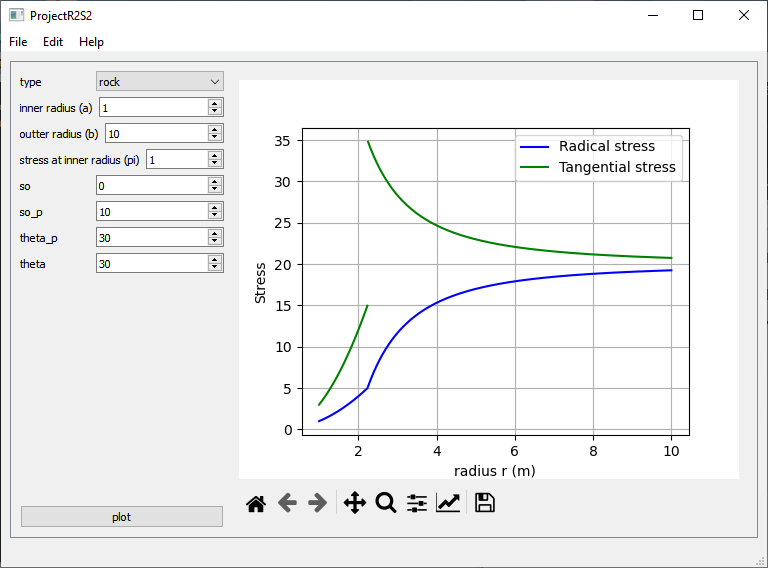 ProjectR2S2
File Edit Help
type rock
inner radius (a) 1
outter radius (b) 10
stress at inner radius (pi) 1
so 0
so_p 10
theta_p 30
theta 30
plot
Radical stress
Tangential stress
Stress
35
30
25
20
15
10
5
0
2 4 6 8 10
radius r (m)